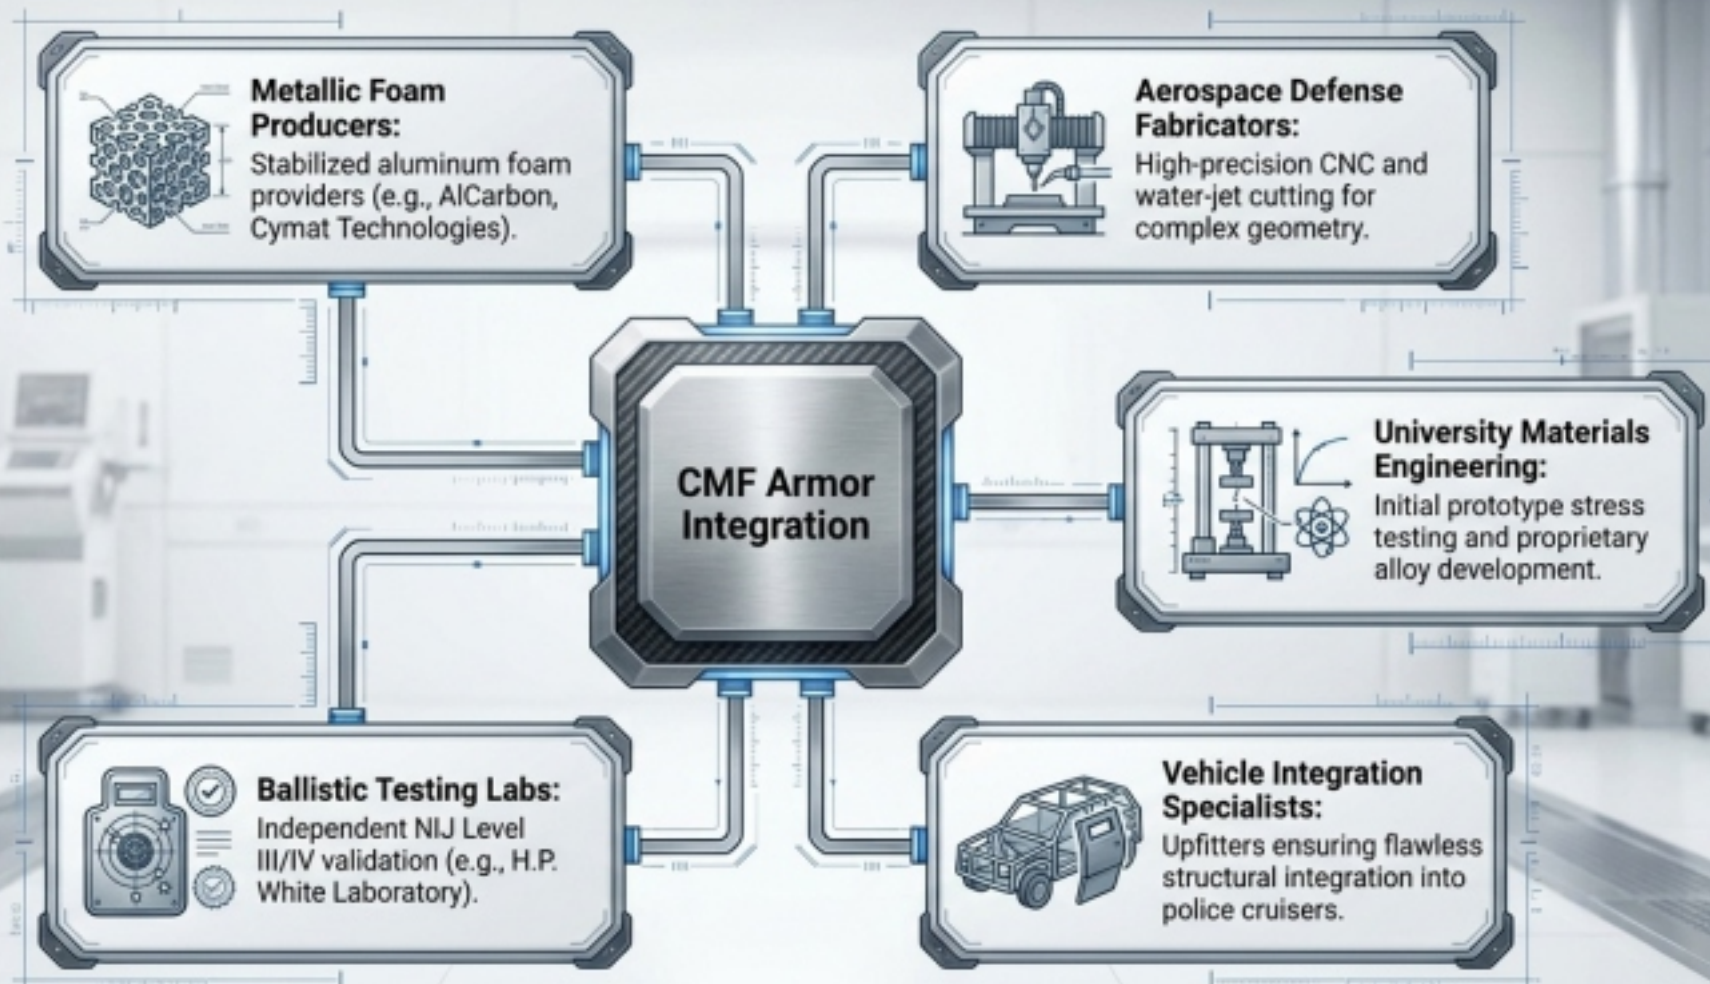 Metallic Foam
Producers:
Stabilized aluminum foam
providers (e.g., AlCarbon,
Cymat Technologies).
Aerospace Defense
Fabricators:
High-precision CNC and
water-jet cutting for
complex geometry.
CMF Armor
Integration
University Materials
Engineering:
Initial prototype stress
testing and proprietary
alloy development.
Ballistic Testing Labs:
Independent NIJ Level
III/IV validation (e.g., H.P.
White Laboratory).
Vehicle Integration
Specialists:
Upfitters ensuring flawless
structural integration into
police cruisers.